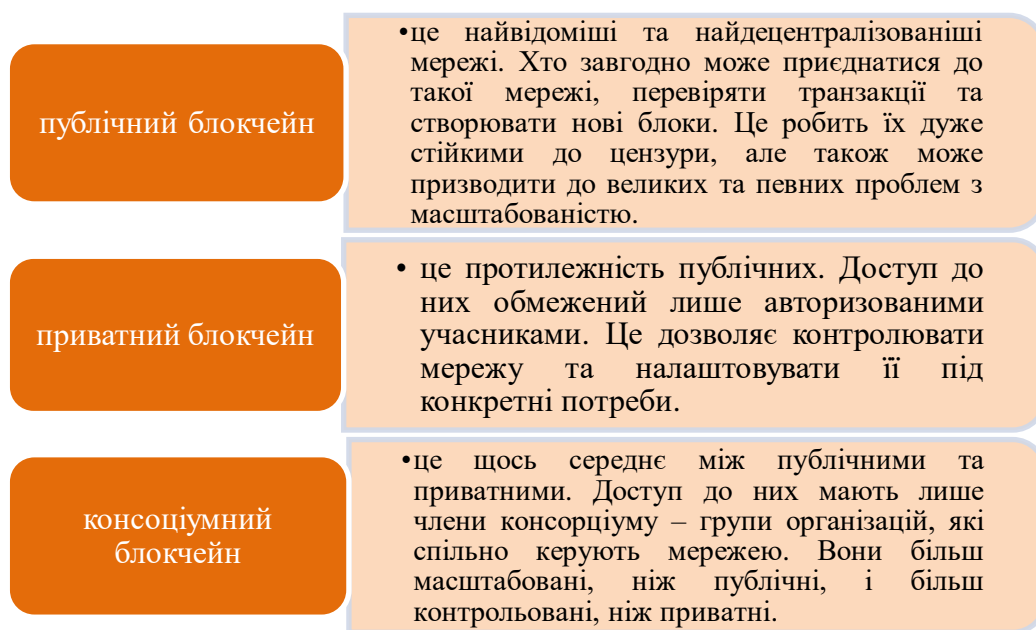 публічний блокчейн
•це найвідоміші та найдецентралізованіші
мережі. Хто завгодно може приєднатися до
такої мережі, перевіряти транзакції та
створювати нові блоки. Це робить їх дуже
стійкими до цензури, але також може
призводити до великих та певних проблем з
масштабованістю.
приватний блокчейн
• це протилежність публічних. Доступ до
них обмежений лише авторизованими
учасниками. Це дозволяє контролювати
мережу та налаштовувати її під
конкретні потреби.
консоціумний
блокчейн
•це щось середнє між публічними та
приватними. Доступ до них мають лише
члени консорціуму – групи організацій, які
спільно керують мережею. Вони більш
масштабовані, ніж публічні, і більш
контрольовані, ніж приватні.